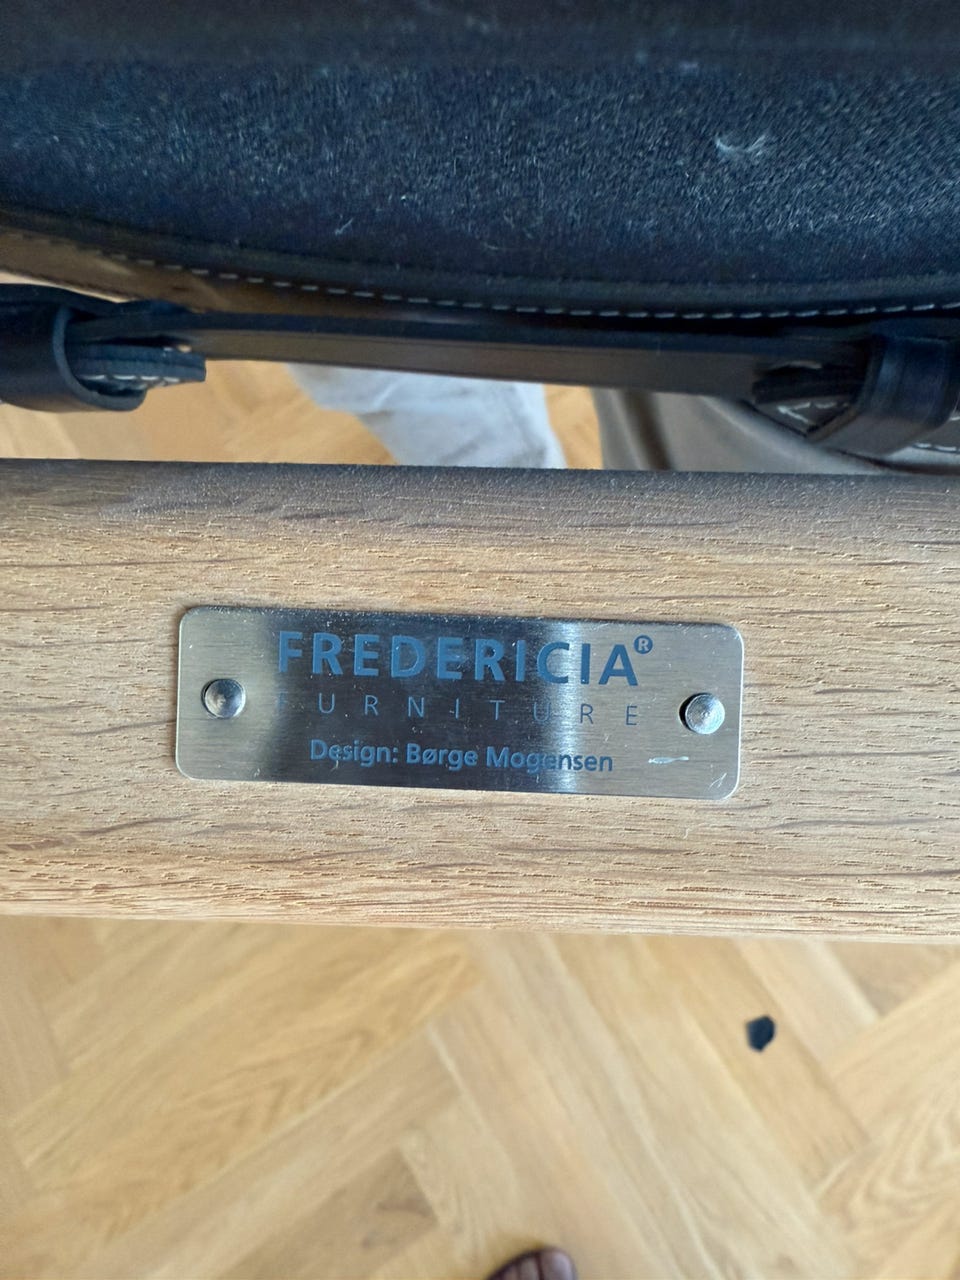 FREDERICIA®
FURNITURE
Design: Børge Mogensen